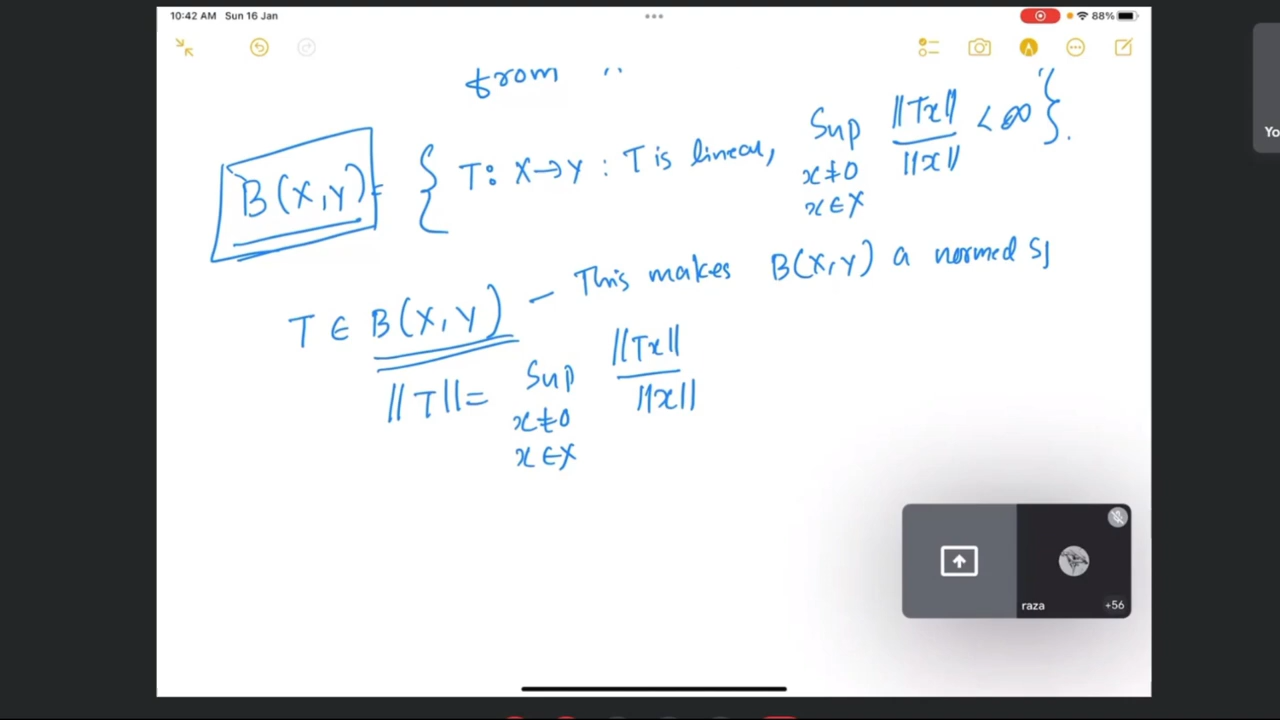 10:42 AM Sun 16 Jan
88%
from "
B(X,Y) = { T: X→Y : T is linear, Sup x≠0 x∈X ||Tx|| / ||x|| < ∞ }.
T ∈ B(X,Y) — This makes B(X,Y) a normed
||T|| = Sup x≠0 x∈X ||Tx|| / ||x||
raza
+56
Yo